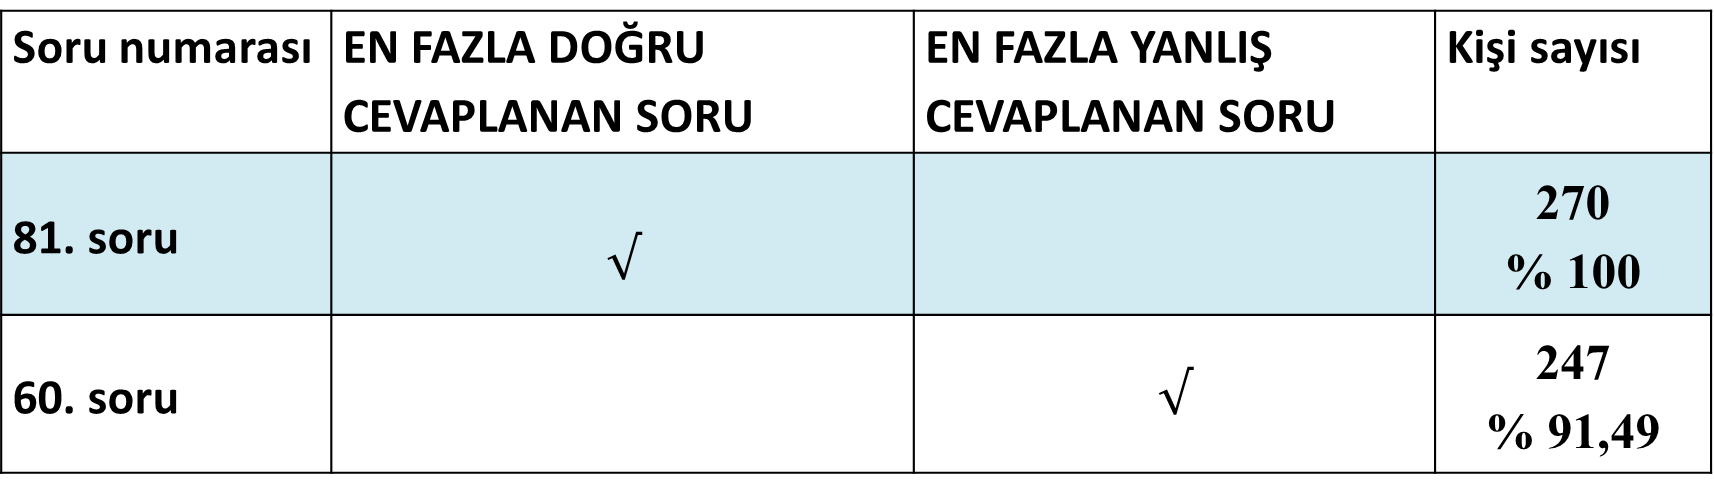 Soru numarası
EN FAZLA DOĞRU
CEVAPLANAN SORU
EN FAZLA YANLIŞ
CEVAPLANAN SORU
Kişi sayısı
81. soru
√
270
% 100
60. soru
√
247
% 91,49